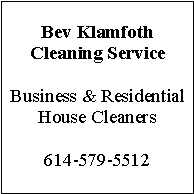 Bev Klamfoth
Cleaning Service
Business & Residential
House Cleaners
614-579-5512